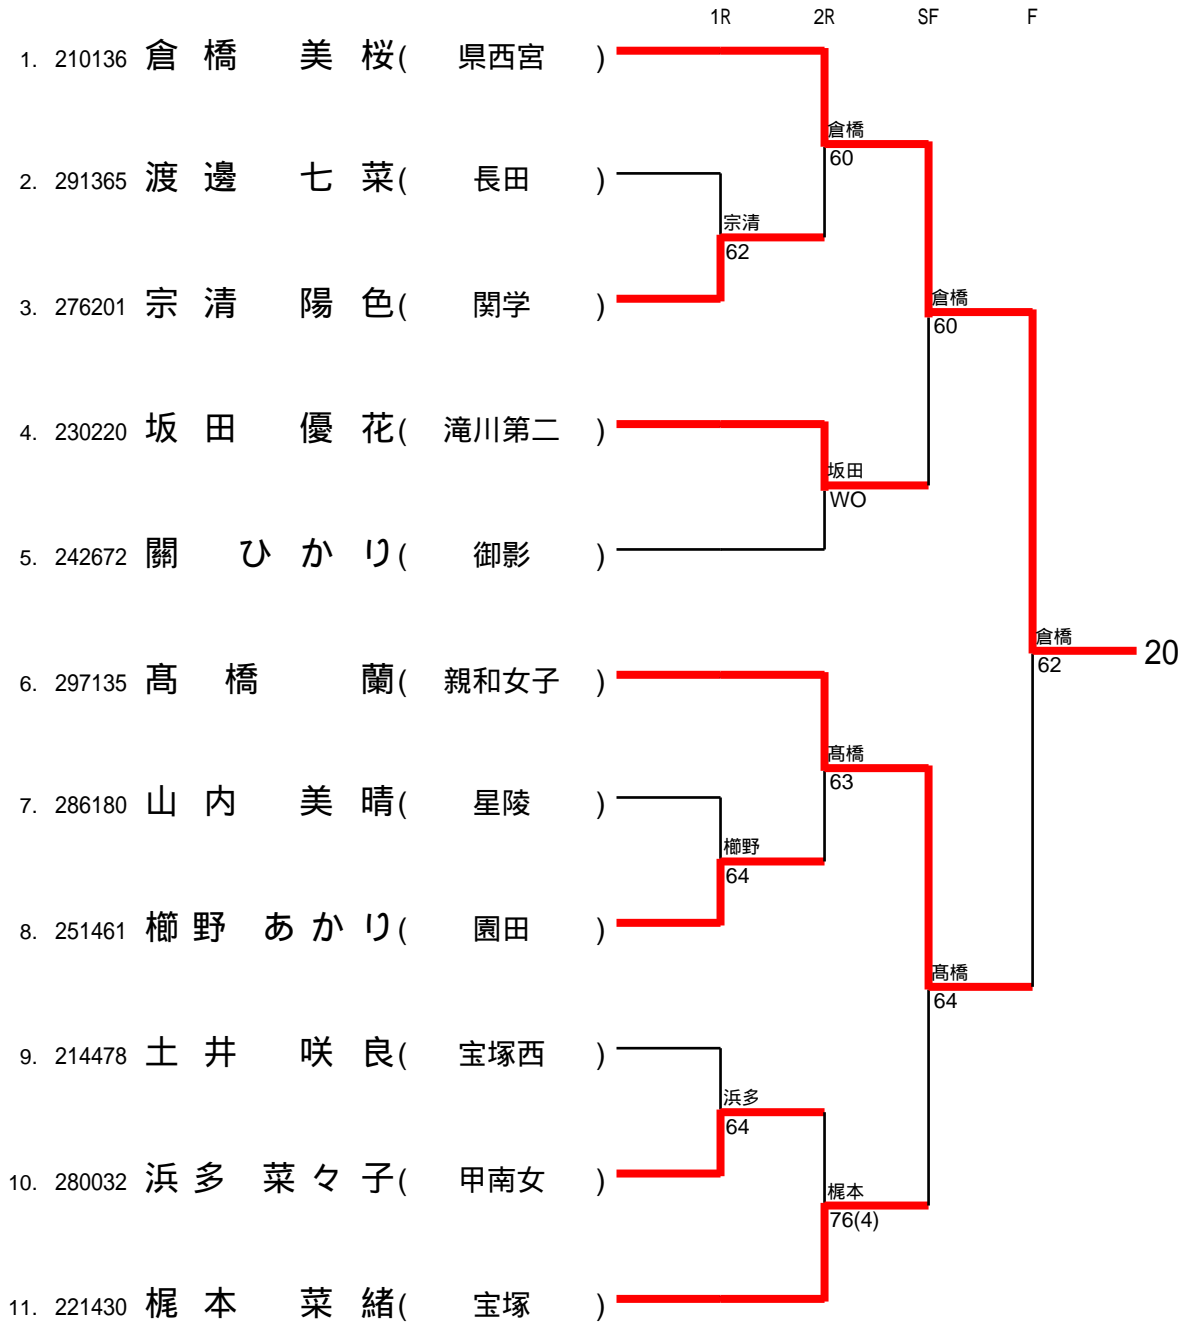 1R 2R SF F
1. 210136 倉橋 美桜( 県西宮 )
倉橋
60
2. 291365 渡邊 七菜( 長田 )
宗清
62
3. 276201 宗清 陽色( 関学 )
倉橋
60
4. 230220 坂田 優花( 滝川第二 )
坂田
WO
5. 242672 關 ひかり( 御影 )
倉橋
62
20
6. 297135 髙橋 蘭( 親和女子 )
髙橋
63
7. 286180 山内 美晴( 星陵 )
櫛野
64
8. 251461 櫛野 あかり( 園田 )
髙橋
64
9. 214478 土井 咲良( 宝塚西 )
浜多
64
10. 280032 浜多 菜々子( 甲南女 )
梶本
76(4)
11. 221430 梶本 菜緒( 宝塚 )